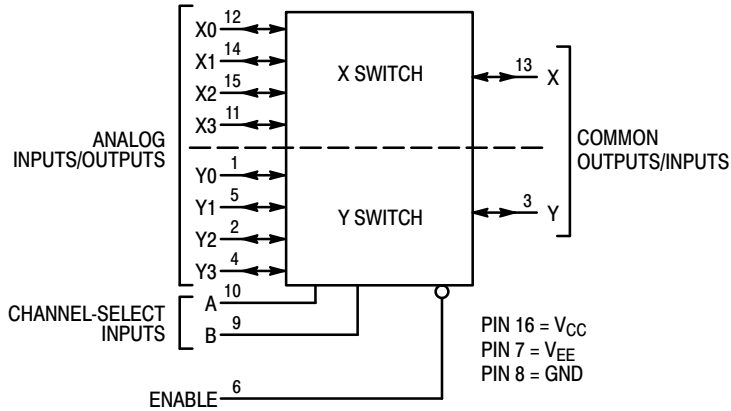 X0 12
X1 14
X2 15
X3 11
X SWITCH
13 X
ANALOG
INPUTS/OUTPUTS
COMMON
OUTPUTS/INPUTS
Y0 1
Y1 5
Y2 2
Y3 4
Y SWITCH
3 Y
CHANNEL-SELECT
INPUTS
A 10
B 9
ENABLE 6
PIN 16 = VCC
PIN 7 = VEE
PIN 8 = GND